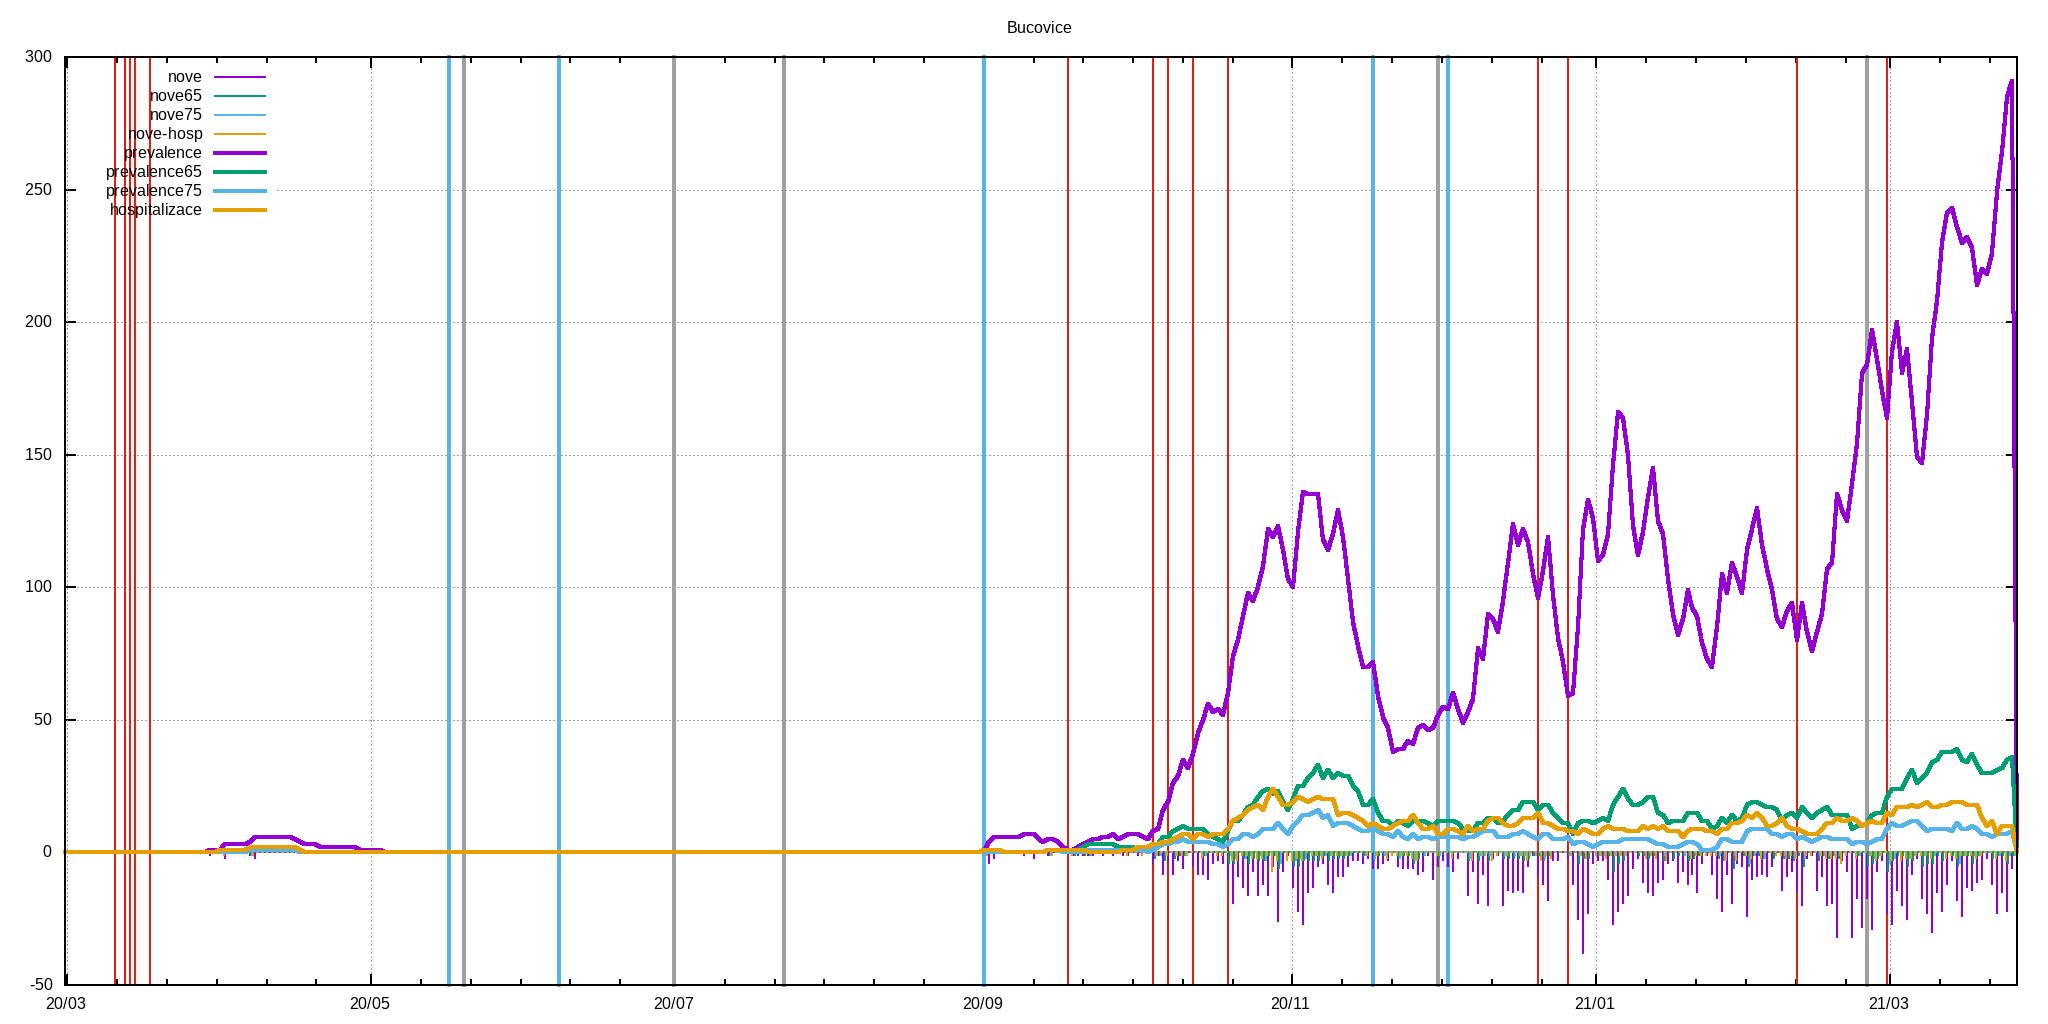 Bucovice
300
250
200
150
100
50
0
-50
nove
nove65
nove75
nove-hosp
prevalence
prevalence65
prevalence75
hospitalizace
20/03 20/05 20/07 20/09 20/11 21/01 21/03